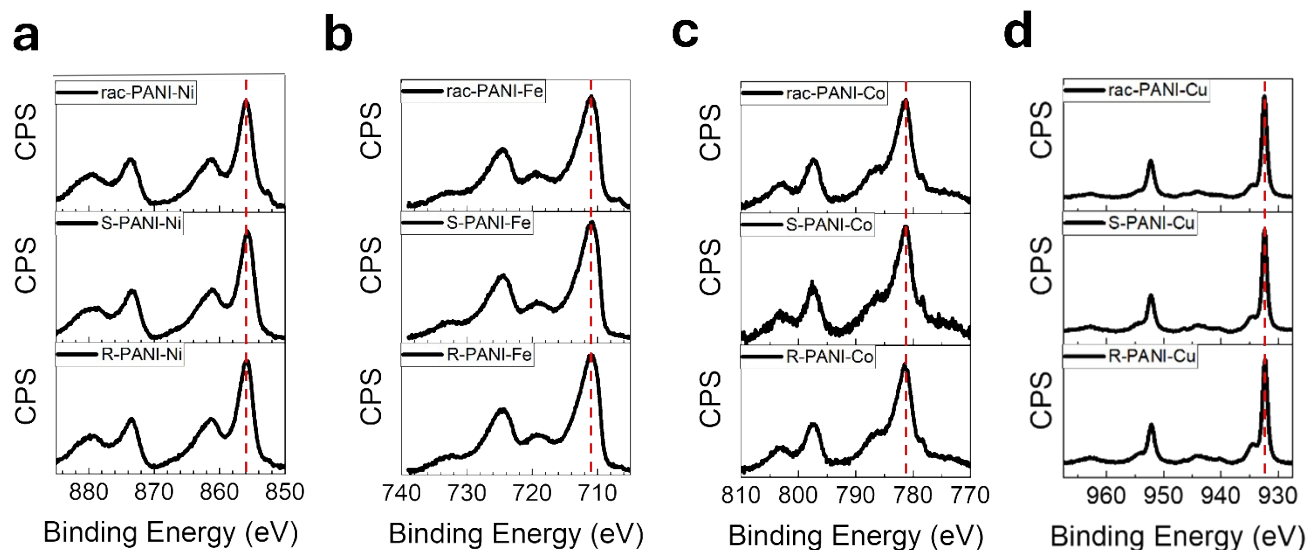 a
rac-PANI-Ni
CPS
S-PANI-Ni
CPS
R-PANI-Ni
CPS
880 870 860 850
Binding Energy (eV)
b
rac-PANI-Fe
CPS
S-PANI-Fe
CPS
R-PANI-Fe
CPS
740 730 720 710
Binding Energy (eV)
c
rac-PANI-Co
CPS
S-PANI-Co
CPS
R-PANI-Co
CPS
810 800 790 780 770
Binding Energy (eV)
d
rac-PANI-Cu
CPS
S-PANI-Cu
CPS
R-PANI-Cu
CPS
960 950 940 930
Binding Energy (eV)